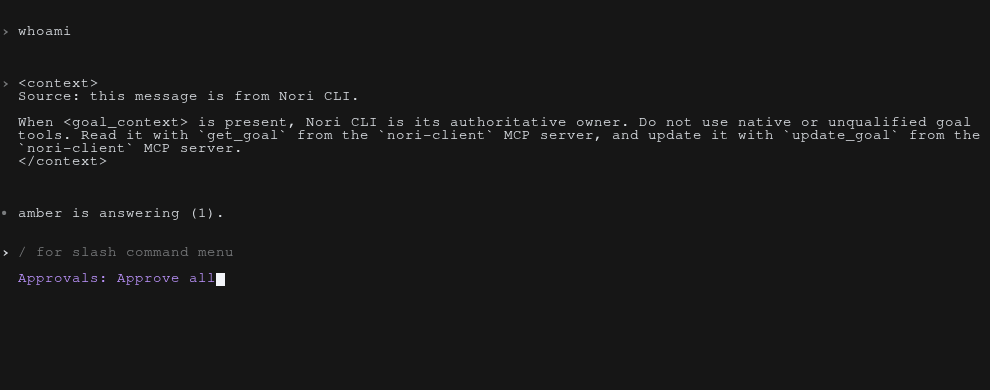 › whoami
› <context>
Source: this message is from Nori CLI.
When <goal_context> is present, Nori CLI is its authoritative owner. Do not use native or unqualified goal
tools. Read it with `get_goal` from the `nori-client` MCP server, and update it with `update_goal` from the
`nori-client` MCP server.
</context>
• amber is answering (1).
› / for slash command menu
Approvals: Approve all